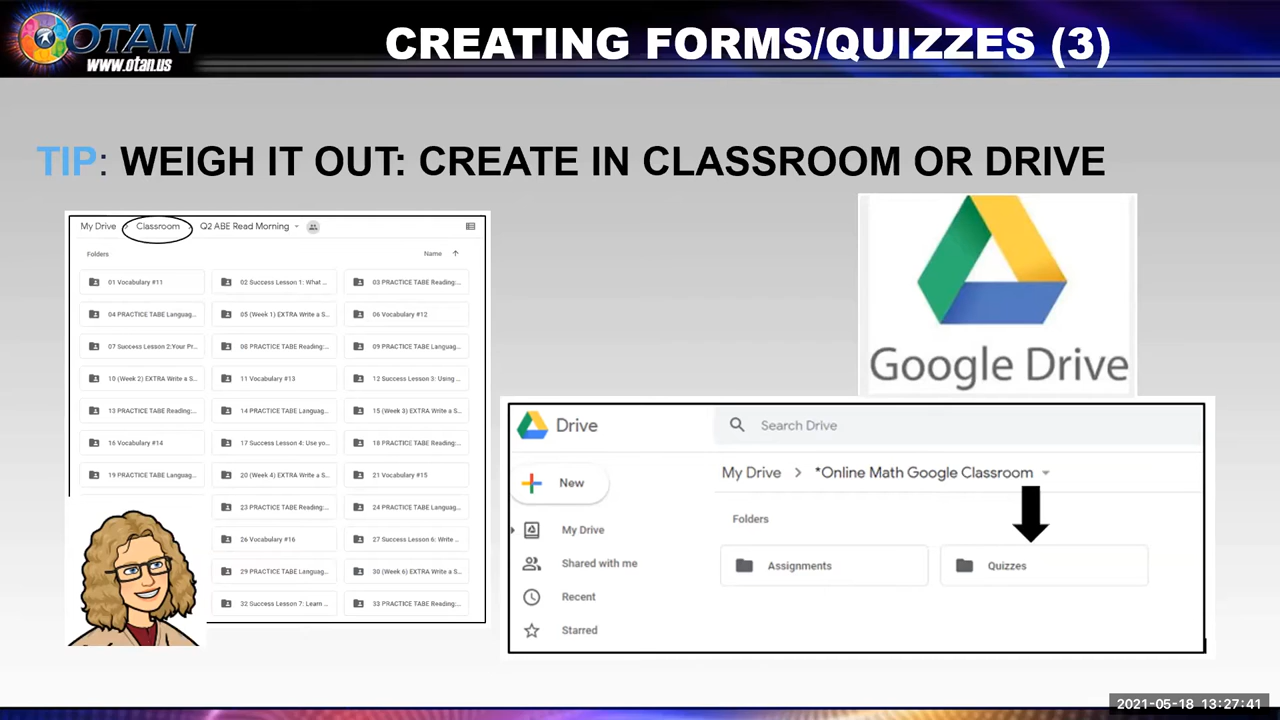 OTAN
www.otan.us
CREATING FORMS/QUIZZES (3)
TIP: WEIGH IT OUT: CREATE IN CLASSROOM OR DRIVE
My Drive Classroom Q2 ABE Read Morning
Folders Name
01 Vocabulary #11 02 Success Lesson 1: What ... 03 PRACTICE TABE Reading:...
04 PRACTICE TABE Languag... 05 (Week 1) EXTRA Write a S... 06 Vocabulary #12
07 Success Lesson 2:Your Pr... 08 PRACTICE TABE Reading:... 09 PRACTICE TABE Languag...
10 (Week 2) EXTRA Write a S... 11 Vocabulary #13 12 Success Lesson 3: Using ...
13 PRACTICE TABE Reading:... 14 PRACTICE TABE Languag... 15 (Week 3) EXTRA Write a S...
16 Vocabulary #14 17 Success Lesson 4: Use yo... 18 PRACTICE TABE Reading:...
19 PRACTICE TABE Languag... 20 (Week 4) EXTRA Write a S... 21 Vocabulary #15
23 PRACTICE TABE Reading:... 24 PRACTICE TABE Languag...
26 Vocabulary #16 27 Success Lesson 6: Write ...
29 PRACTICE TABE Languag... 30 (Week 6) EXTRA Write a S...
32 Success Lesson 7: Learn ... 33 PRACTICE TABE Reading:...
Google Drive
Drive Search Drive
New
My Drive > *Online Math Google Classroom
My Drive
Folders
Shared with me
Assignments Quizzes
Recent
Starred
2021-05-18 13:27:41